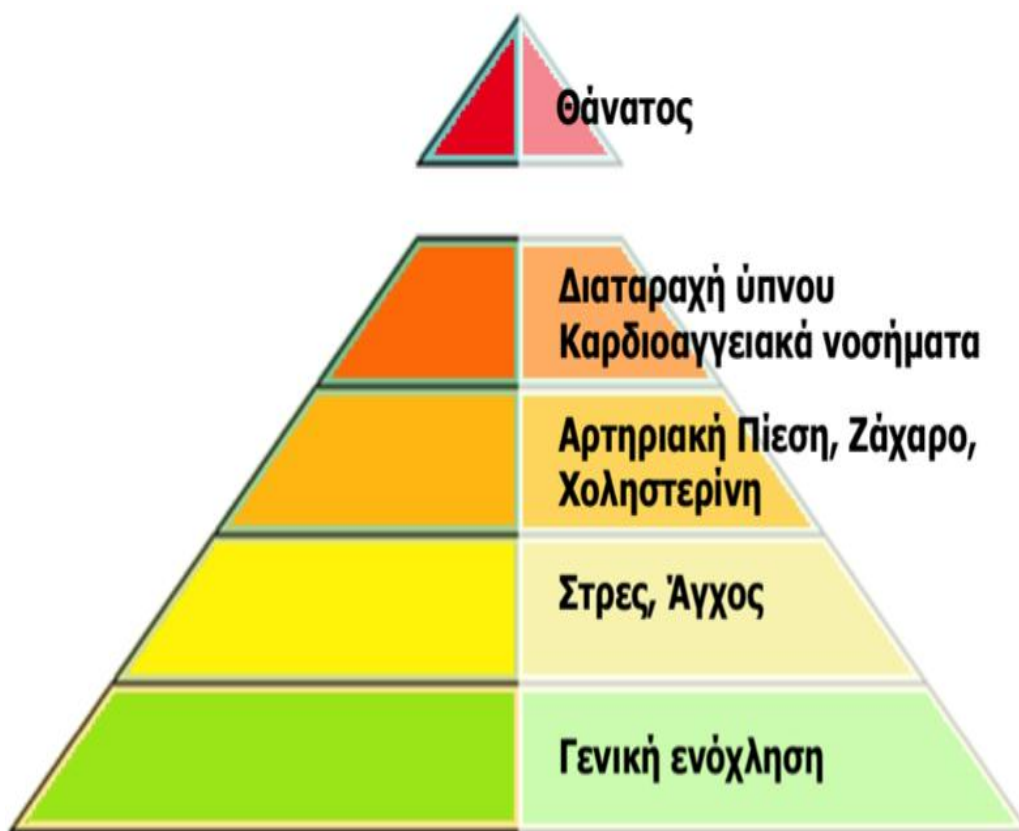 Θάνατος
Διαταραχή ύπνου
Καρδιοαγγειακά νοσήματα
Αρτηριακή Πίεση, Ζάχαρο,
Χοληστερίνη
Στρες, Άγχος
Γενική ενόχληση